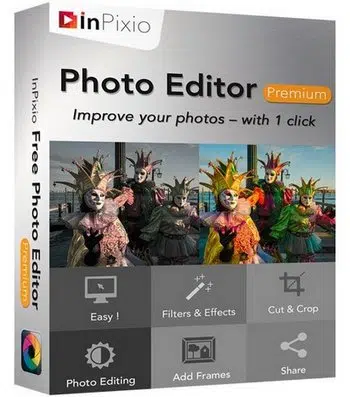 inPixio
Photo Editor Premium
Improve your photos – with 1 click
Easy !
Filters & Effects
Cut & Crop
Photo Editing
Add Frames
Share
InPixio Free Photo Editor Premium